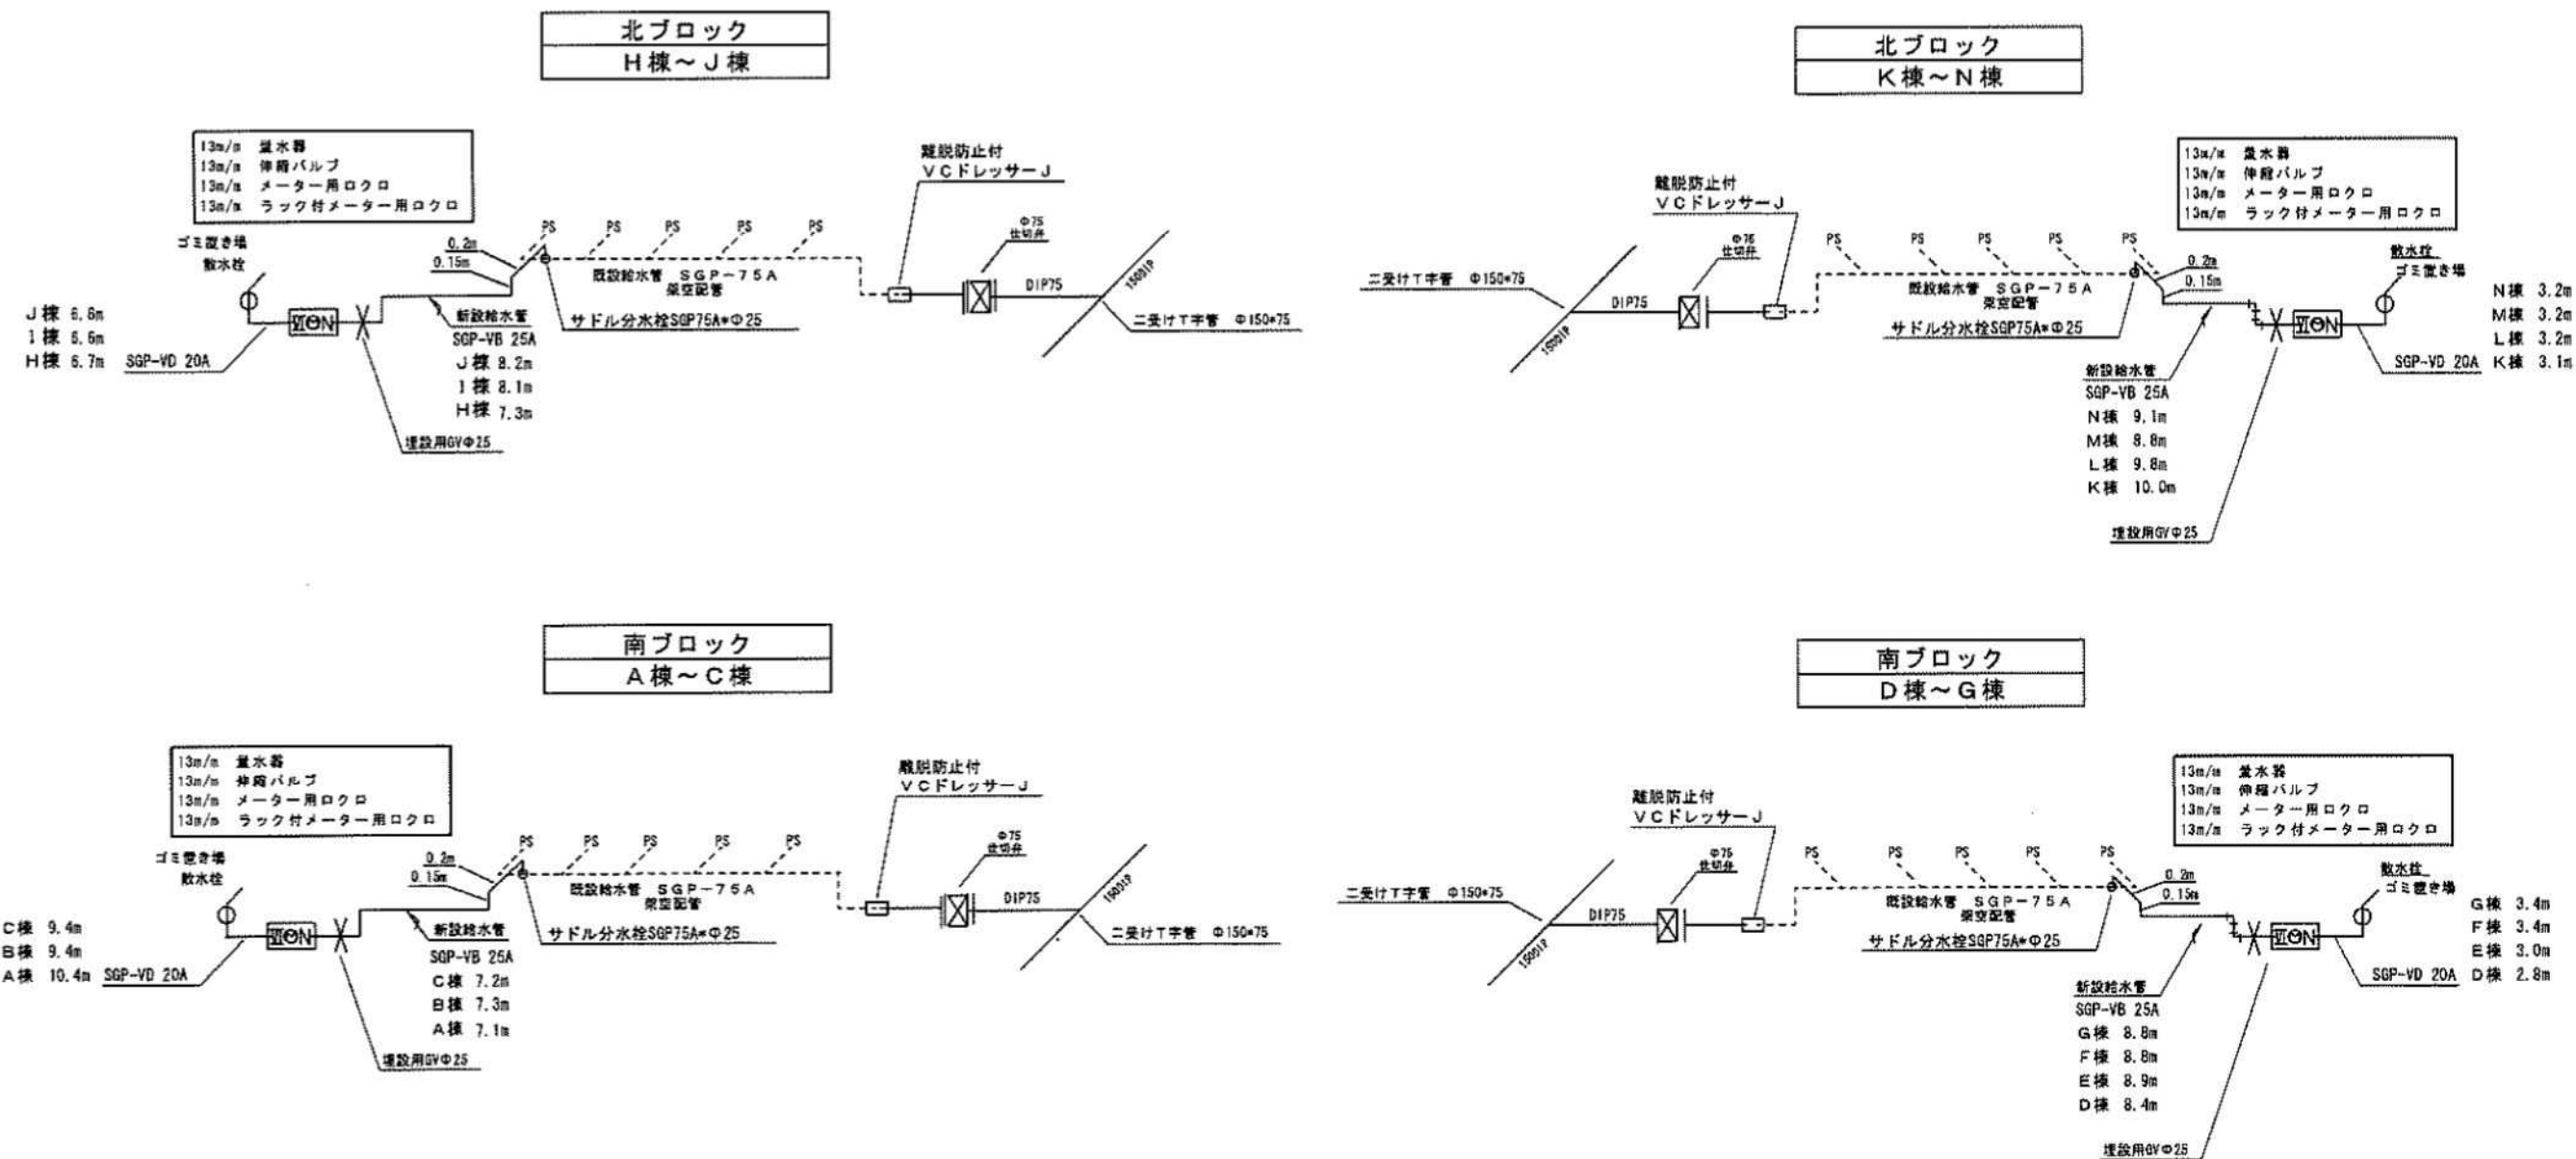 北ブロック
H棟～J棟
13m/m 量水器
13m/m 伸縮バルブ
13m/m メーター用ロクロ
13m/m ラック付メーター用ロクロ
離脱防止付
VCドレッサーJ
Φ75
仕切弁
PS PS PS PS PS
ゴミ置き場
散水栓
0.2m
0.15m
既設給水管 SGP-75A
架空配管
DIP75
150DIP
J棟
I棟 6.6m
H棟 6.7m
SGP-VD 20A
新設給水管
SGP-VB 25A
J棟 8.2m
I棟 8.1m
H棟 7.3m
サドル分水栓SGP75A*Φ25
二受けT字管 Φ150*75
埋設用GVΦ25
北ブロック
K棟～N棟
13m/m 量水器
13m/m 伸縮バルブ
13m/m メーター用ロクロ
13m/m ラック付メーター用ロクロ
離脱防止付
VCドレッサーJ
仕切弁
PS PS PS PS PS
散水栓
ゴミ置き場
0.2m
0.15m
二受けT字管 Φ150*75
DIP75
150DIP
既設給水管 SGP-75A
架空配管
サドル分水栓SGP75A*Φ25
N棟 3.2m
M棟 3.2m
L棟 3.2m
K棟 3.1m
SGP-VD 20A
新設給水管
SGP-VB 25A
N棟 9.1m
M棟 8.8m
L棟 9.8m
K棟 10.0m
埋設用GVΦ25
南ブロック
A棟～C棟
13m/m 量水器
13m/m 伸縮バルブ
13m/m メーター用ロクロ
13m/m ラック付メーター用ロクロ
離脱防止付
VCドレッサーJ
Φ75
仕切弁
PS PS PS PS PS
ゴミ置き場
散水栓
0.2m
0.15m
既設給水管 SGP-75A
架空配管
DIP75
150DIP
C棟 9.4m
B棟 9.4m
A棟 10.4m
SGP-VD 20A
新設給水管
SGP-VB 25A
C棟 7.2m
B棟 7.3m
A棟 7.1m
サドル分水栓SGP75A*Φ25
二受けT字管 Φ150*75
埋設用GVΦ25
南ブロック
D棟～G棟
13m/m 量水器
13m/m 伸縮バルブ
13m/m メーター用ロクロ
13m/m ラック付メーター用ロクロ
離脱防止付
VCドレッサーJ
Φ75
仕切弁
PS PS PS PS PS
散水栓
ゴミ置き場
0.2m
0.15m
二受けT字管 Φ150*75
DIP75
150DIP
既設給水管 SGP-75A
架空配管
サドル分水栓SGP75A*Φ25
G棟 3.4m
F棟 3.4m
E棟 3.0m
D棟 2.8m
SGP-VD 20A
新設給水管
SGP-VB 25A
G棟 8.8m
F棟 8.8m
E棟 8.9m
D棟 8.4m
埋設用GVΦ25